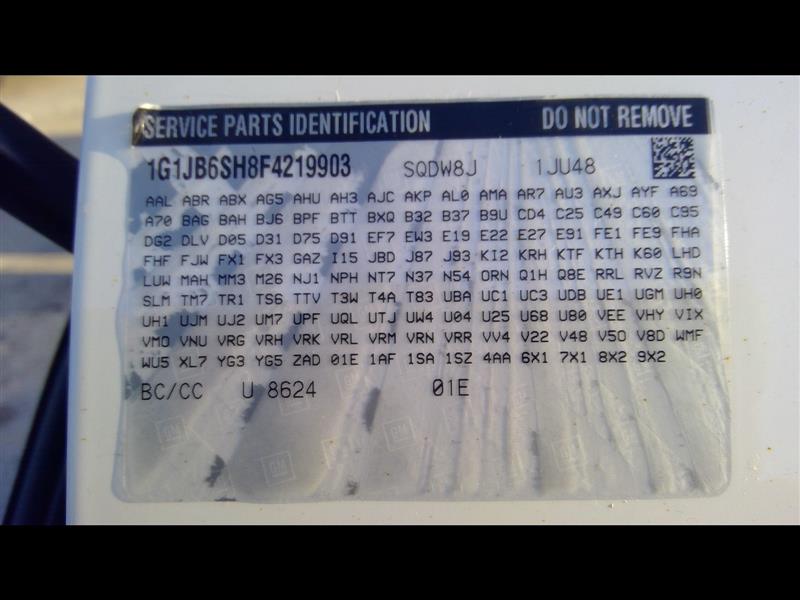 SERVICE PARTS IDENTIFICATION DO NOT REMOVE
1G1JB6SH8F4219903 SQDW8J 1JU48
AAL ABR ABX AG5 AHU AH3 AJC AKP AL0 AMA AR7 AU3 AXJ AYF A69
A70 BAG BAH BJ6 BPF BTT BXQ B32 B37 B9U CD4 C25 C49 C60 C95
DG2 DLV D05 D31 D75 D91 EF7 EW3 E19 E22 E27 E91 FE1 FE9 FHA
FHF FJW FX1 FX3 GAZ I15 JBD J87 J93 KI2 KRH KTF KTH K60 LHD
LUW MAH MM3 M26 NJ1 NPH NT7 N37 N54 ORN Q1H Q8E RRL RVZ R9N
SLM TM7 TR1 TS6 TTV T3W T4A T83 UBA UC1 UC3 UDB UE1 UGM UH0
UH1 UJM UJ2 UM7 UPF UQL UTJ UW4 U04 U25 U68 U80 VEE VHY VIX
VMO VNU VRG VRH VRK VRL VRM VRN VRR VV4 V22 V48 V50 V8D WMF
WU5 XL7 YG3 YG5 ZAD 01E 1AF 1SA 1SZ 4AA 6X1 7X1 8X2 9X2
BC/CC U 8624 01E
GM GM GM